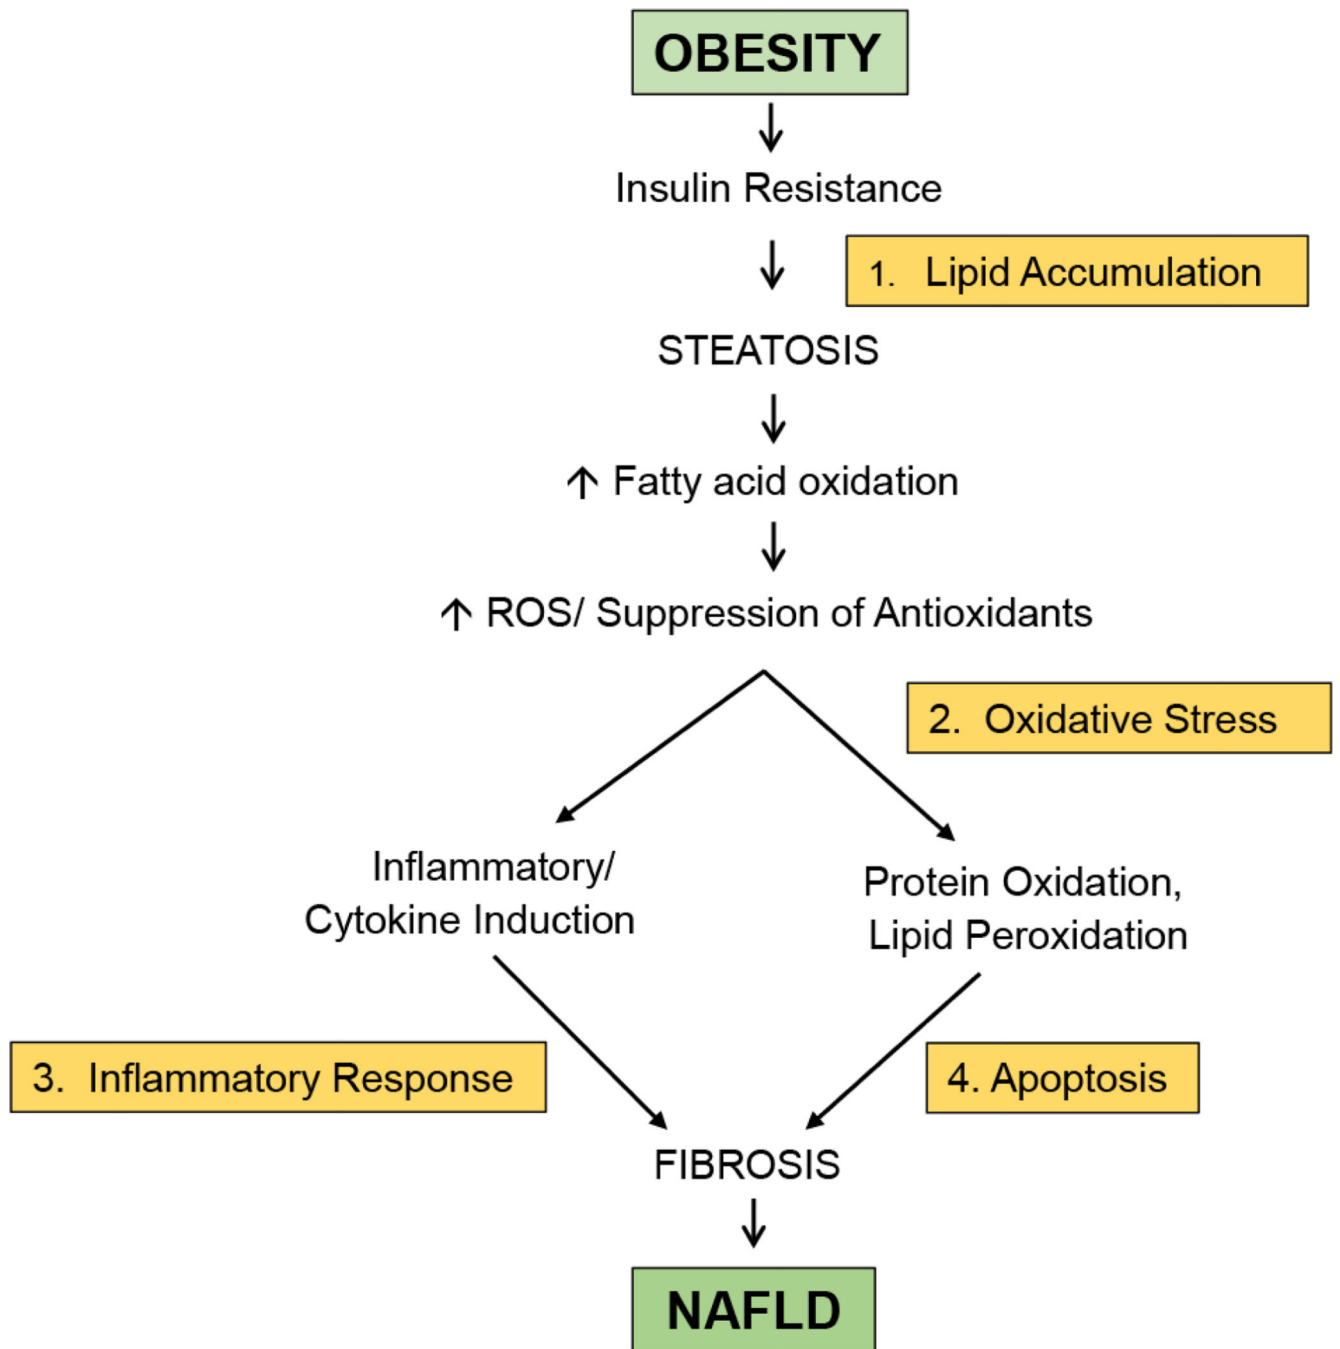 OBESITY
Insulin Resistance
1. Lipid Accumulation
STEATOSIS
↑ Fatty acid oxidation
↑ ROS/ Suppression of Antioxidants
2. Oxidative Stress
Inflammatory/
Cytokine Induction
Protein Oxidation,
Lipid Peroxidation
3. Inflammatory Response
4. Apoptosis
FIBROSIS
NAFLD